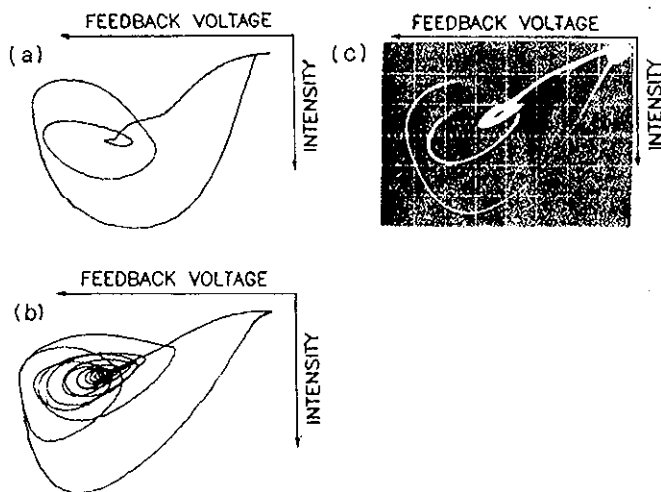 FEEDBACK VOLTAGE
(a)
INTENSITY
FEEDBACK VOLTAGE
(c)
INTENSITY
FEEDBACK VOLTAGE
(b)
INTENSITY